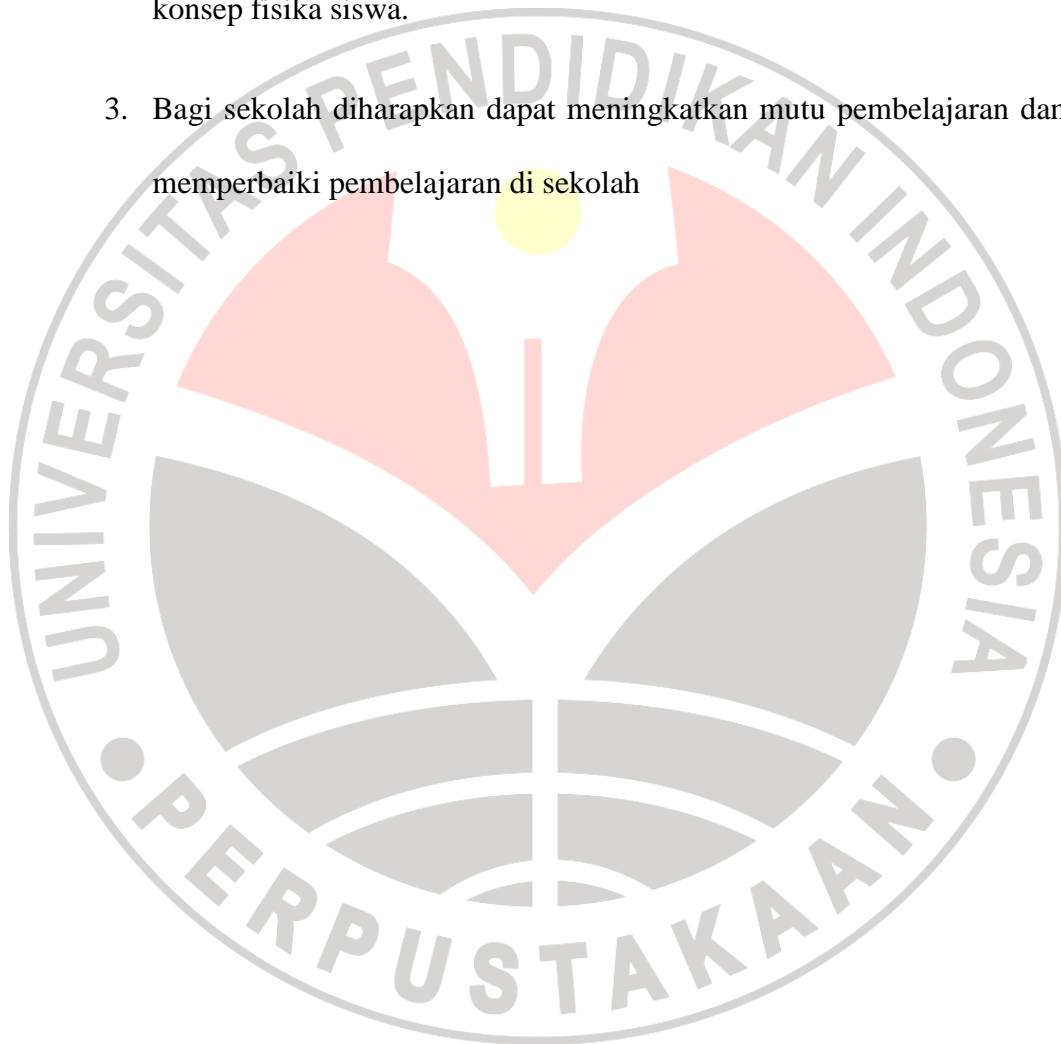 konsep fisika siswa.
3. Bagi sekolah diharapkan dapat meningkatkan mutu pembelajaran dan
memperbaiki pembelajaran di sekolah
UNIVERSITAS PENDIDIKAN INDONESIA
PERPUSTAKAAN